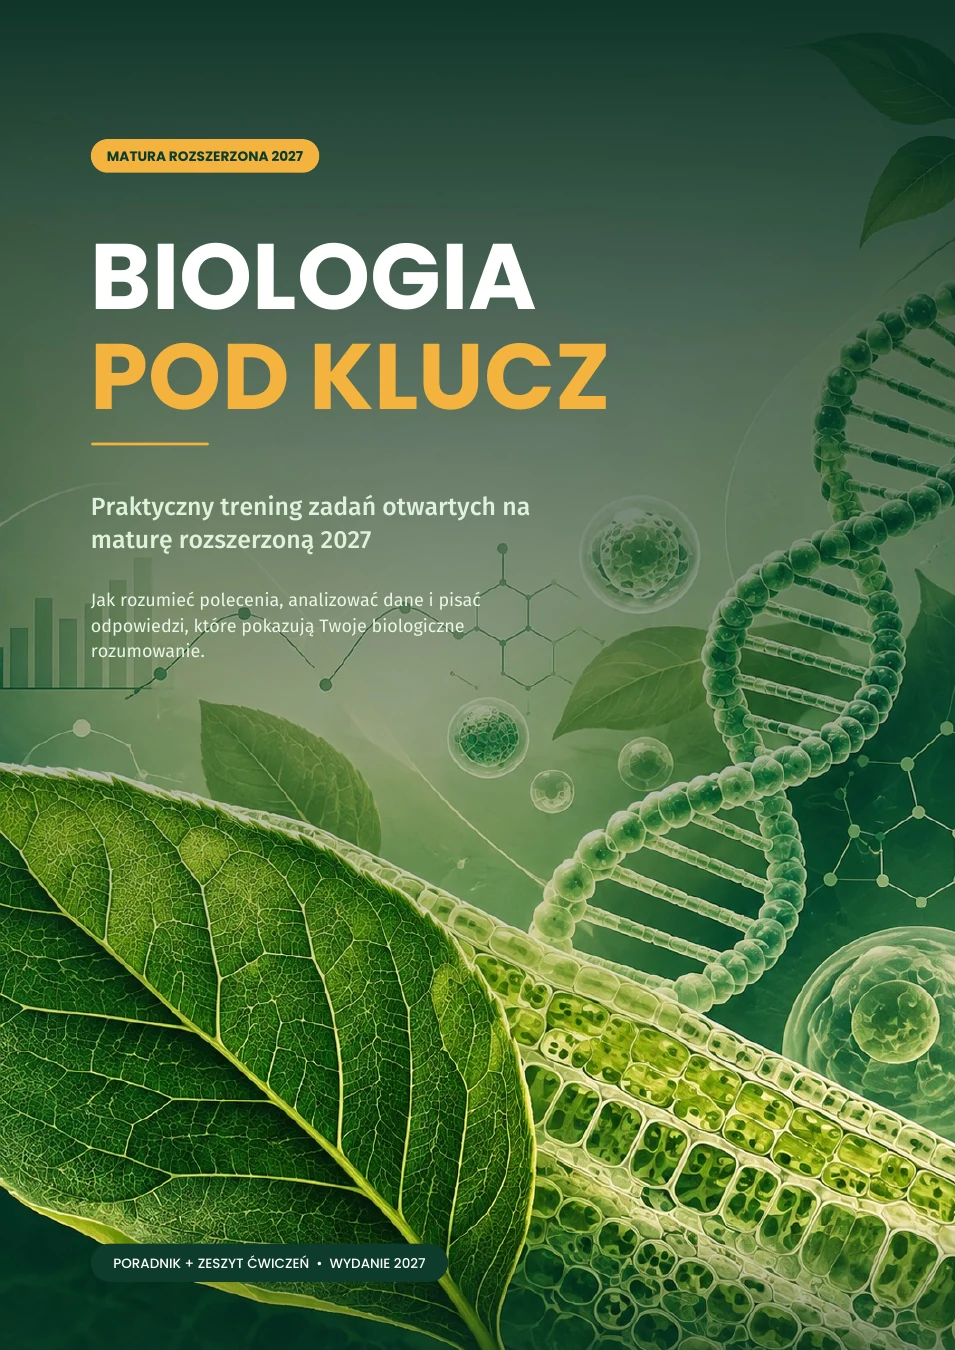 MATURA ROZSZERZONA 2027
BIOLOGIA
POD KLUCZ
Praktyczny trening zadań otwartych na
maturę rozszerzoną 2027
Jak rozumieć polecenia, analizować dane i pisać
odpowiedzi, które pokazują Twoje biologiczne
rozumowanie.
PORADNIK + ZESZYT ĆWICZEŃ • WYDANIE 2027